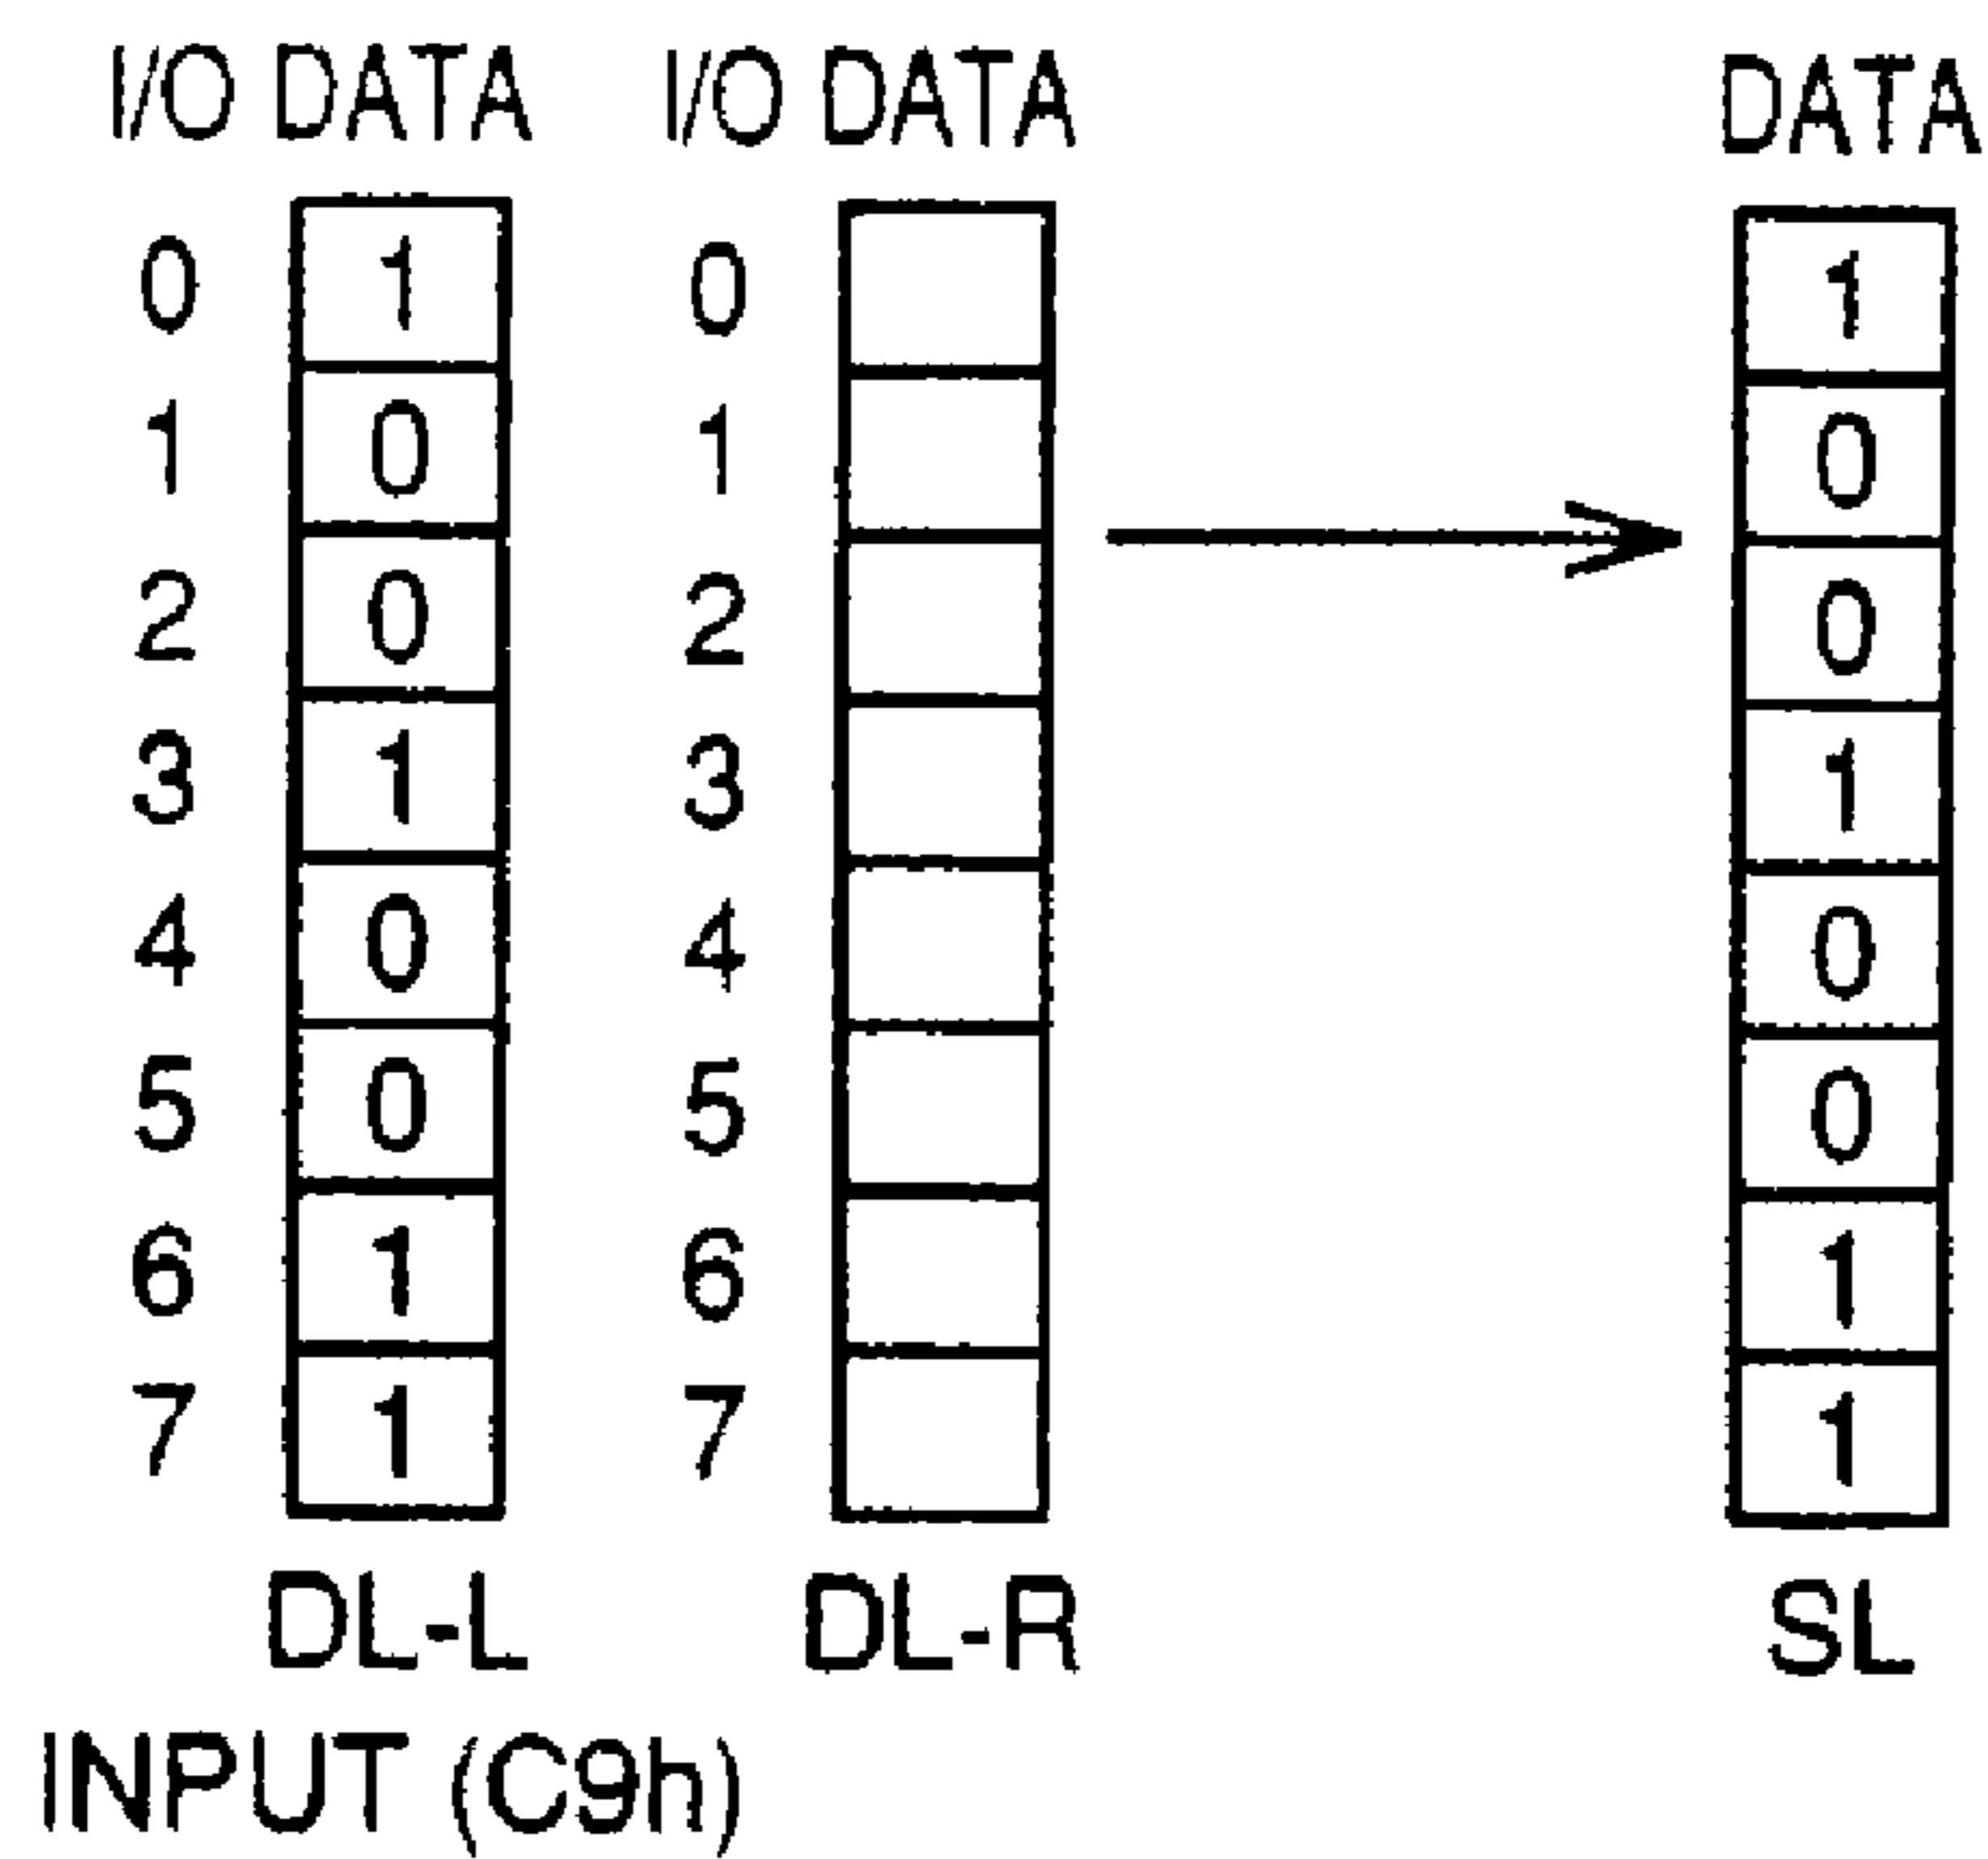 I/O DATA I/O DATA DATA
0 1 0 1
1 0 1 0
2 0 2 0
3 1 3 1
4 0 4 0
5 0 5 0
6 1 6 1
7 1 7 1
DL-L DL-R SL
INPUT (C9h)